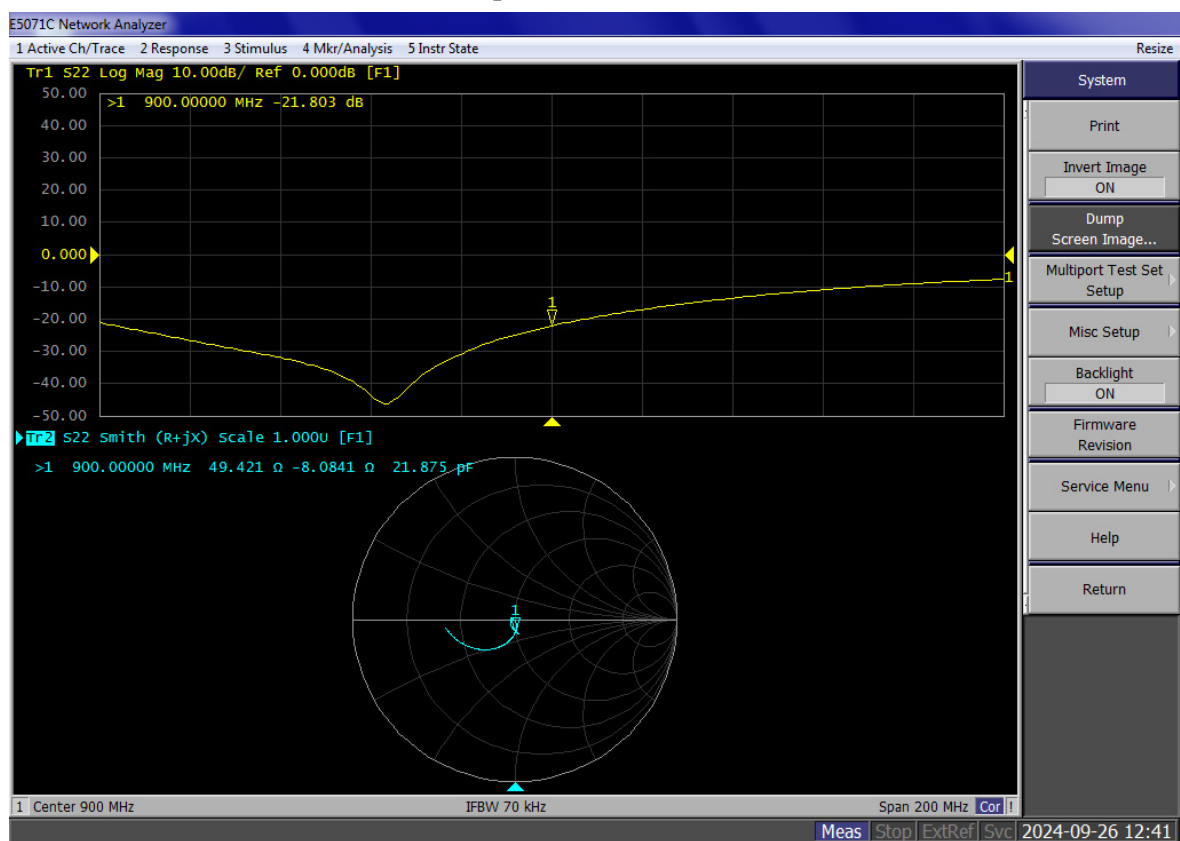 E5071C Network Analyzer
1 Active Ch/Trace 2 Response 3 Stimulus 4 Mkr/Analysis 5 Instr State Resize
Tr1 S22 Log Mag 10.00dB/ Ref 0.000dB [F1]
50.00
>1 900.00000 MHz -21.803 dB
40.00
30.00
20.00
10.00
0.000
-10.00
1
-20.00
1
-30.00
-40.00
-50.00
Tr2 S22 Smith (R+jX) Scale 1.000U [F1]
>1 900.00000 MHz 49.421 Ω -8.0841 Ω 21.875 pF
1
System
Print
Invert Image
ON
Dump
Screen Image...
Multiport Test Set
Setup
Misc Setup
Backlight
ON
Firmware
Revision
Service Menu
Help
Return
1 Center 900 MHz IFBW 70 kHz Span 200 MHz Cor !
Meas Stop ExtRef Svc 2024-09-26 12:41